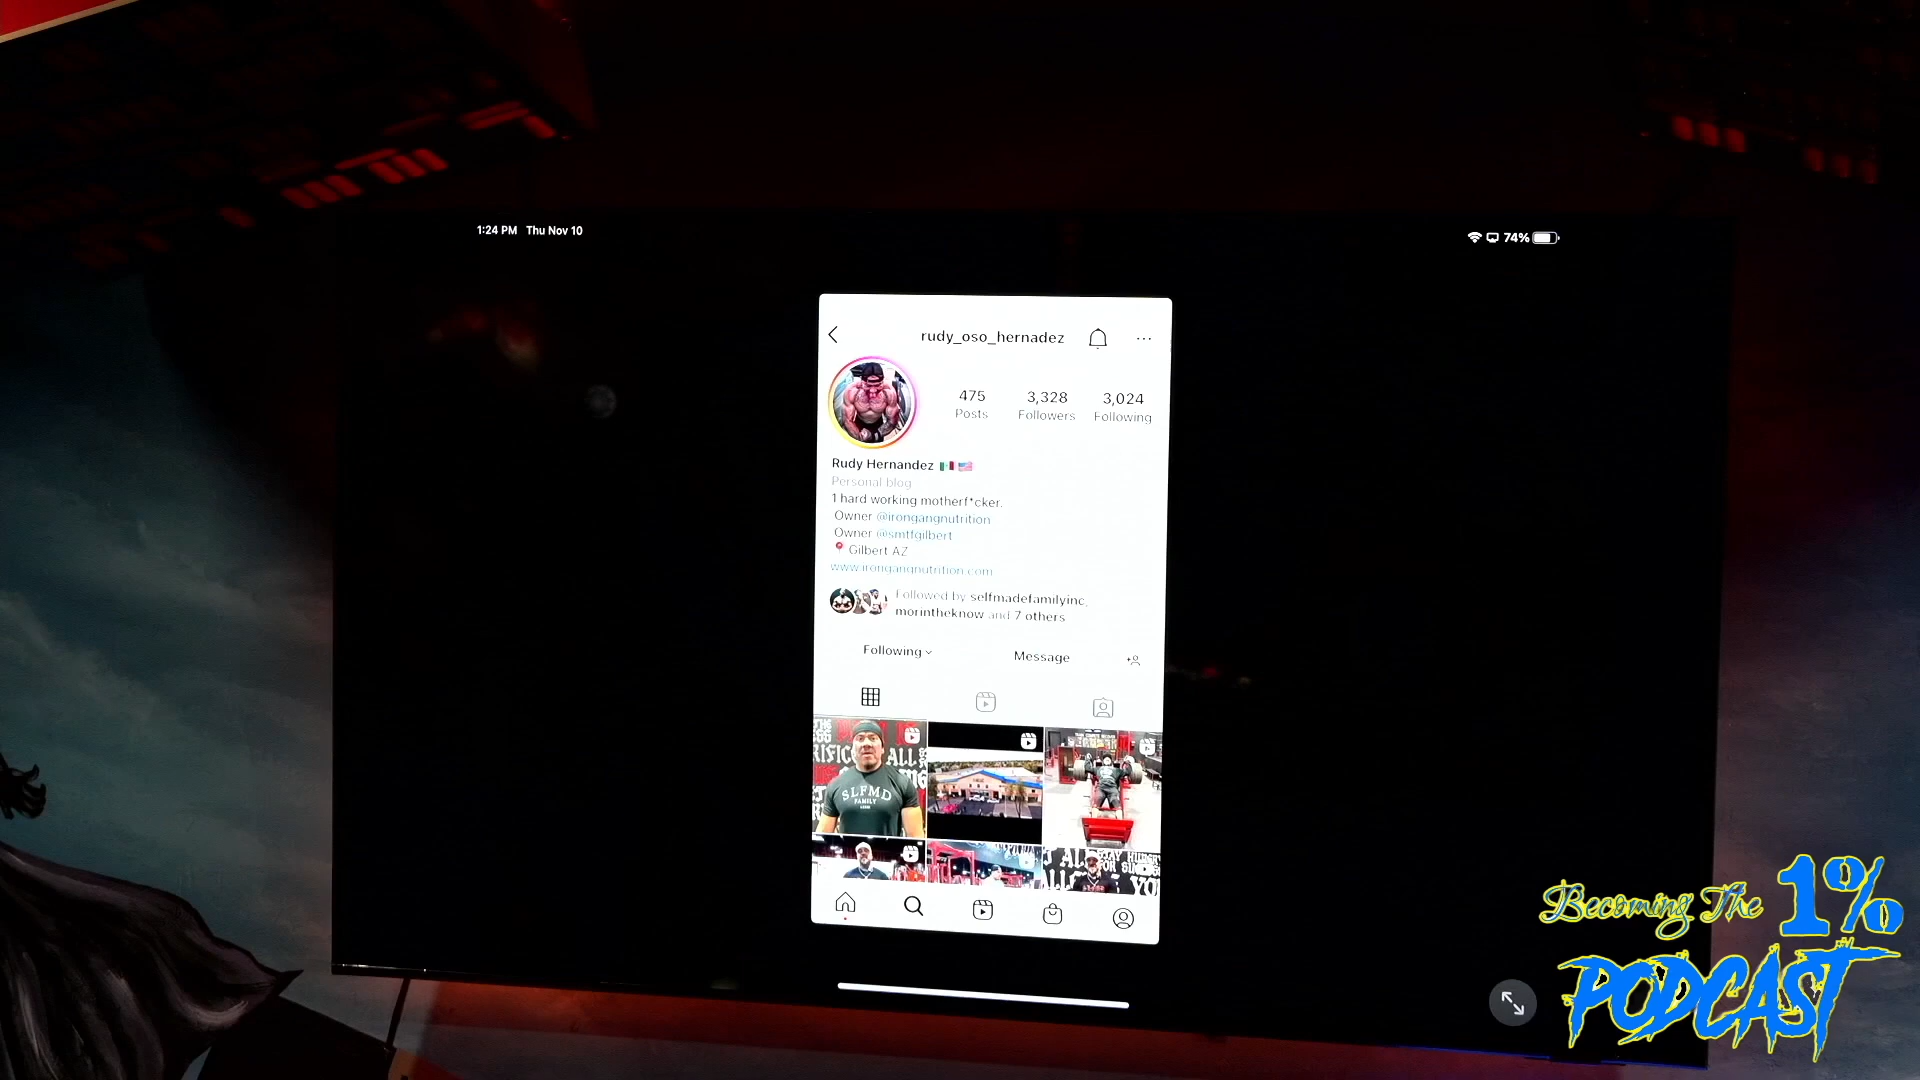 1:24 PM Thu Nov 10
74%
rudy_oso_hernadez
475 3,328 3,024
Posts Followers Following
Rudy Hernandez
Personal blog
1 hard working motherf*cker.
Owner @irongangnutrition
Owner @smtfgilbert
Gilbert AZ
www.irongangnutrition.com
Followed by selfmadefamilyinc,
morintheknow and 7 others
Following Message
SLFMD
FAMILY
Becoming The 1%
PODCAST